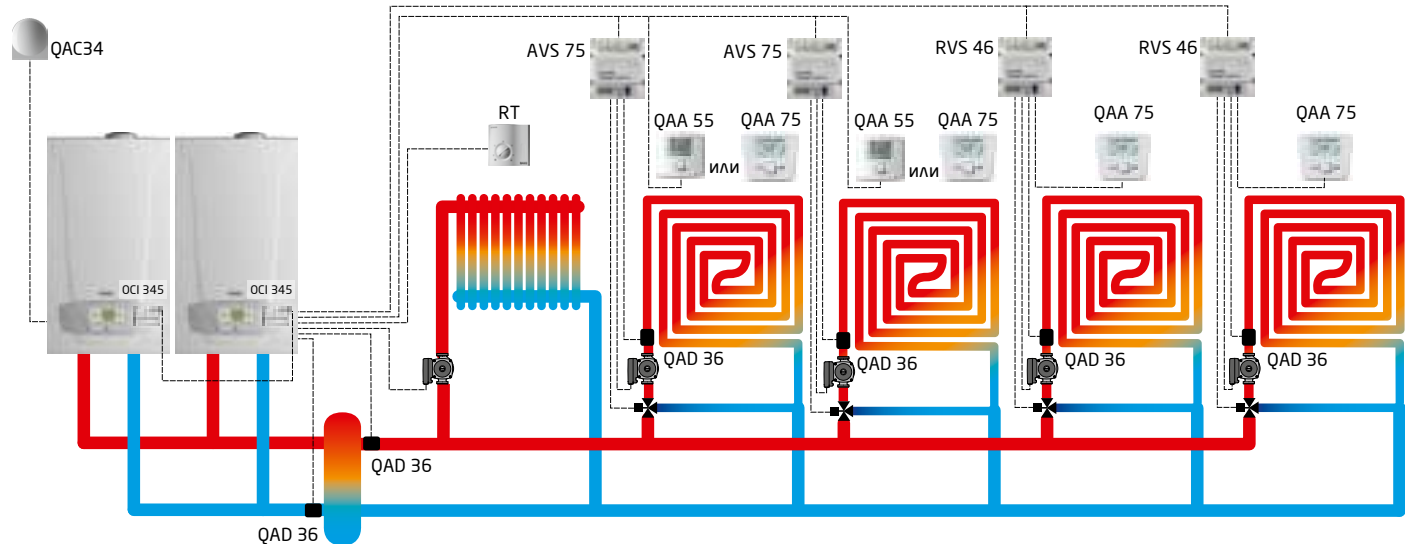 QAC34
AVS 75
AVS 75
RVS 46
RVS 46
RT
QAA 55
QAA 75
QAA 55
QAA 75
QAA 75
QAA 75
или
или
OCI 345
OCI 345
QAD 36
QAD 36
QAD 36
QAD 36
QAD 36
QAD 36